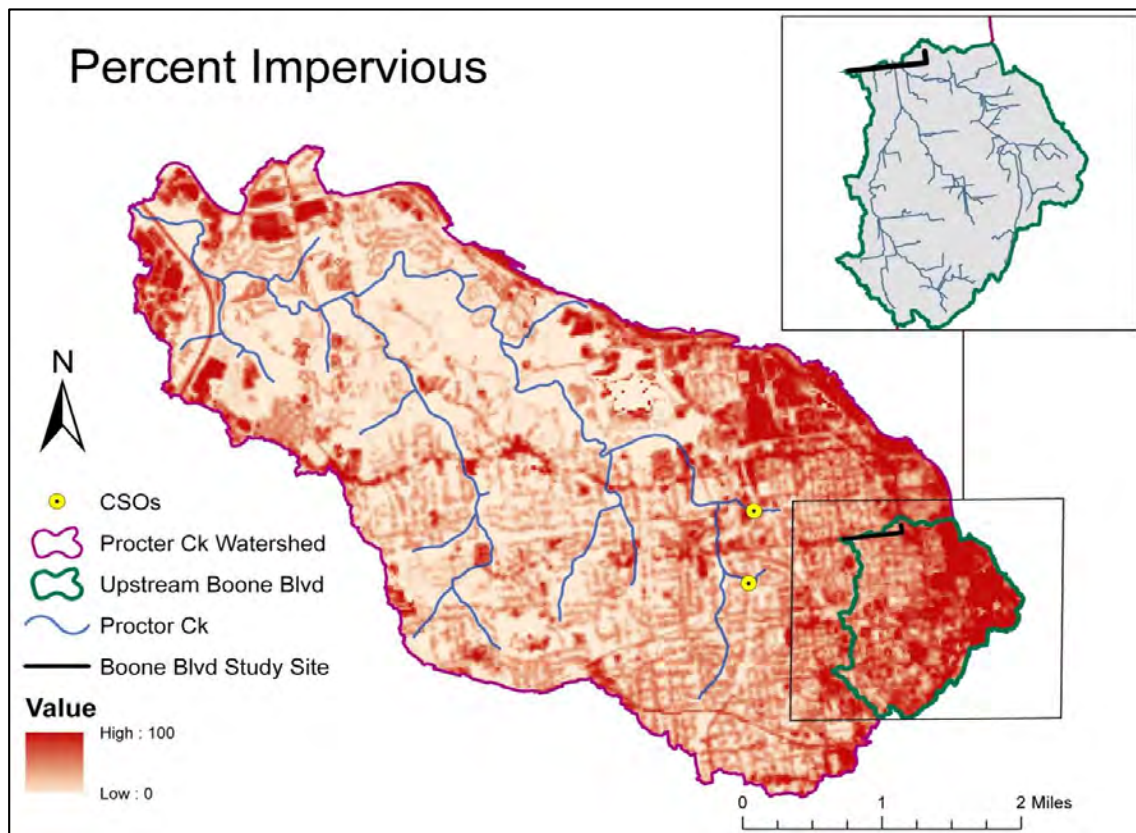 Percent Impervious
N
CSOs
Procter Ck Watershed
Upstream Boone Blvd
Proctor Ck
Boone Blvd Study Site
Value
High : 100
Low : 0
0 1 2 Miles